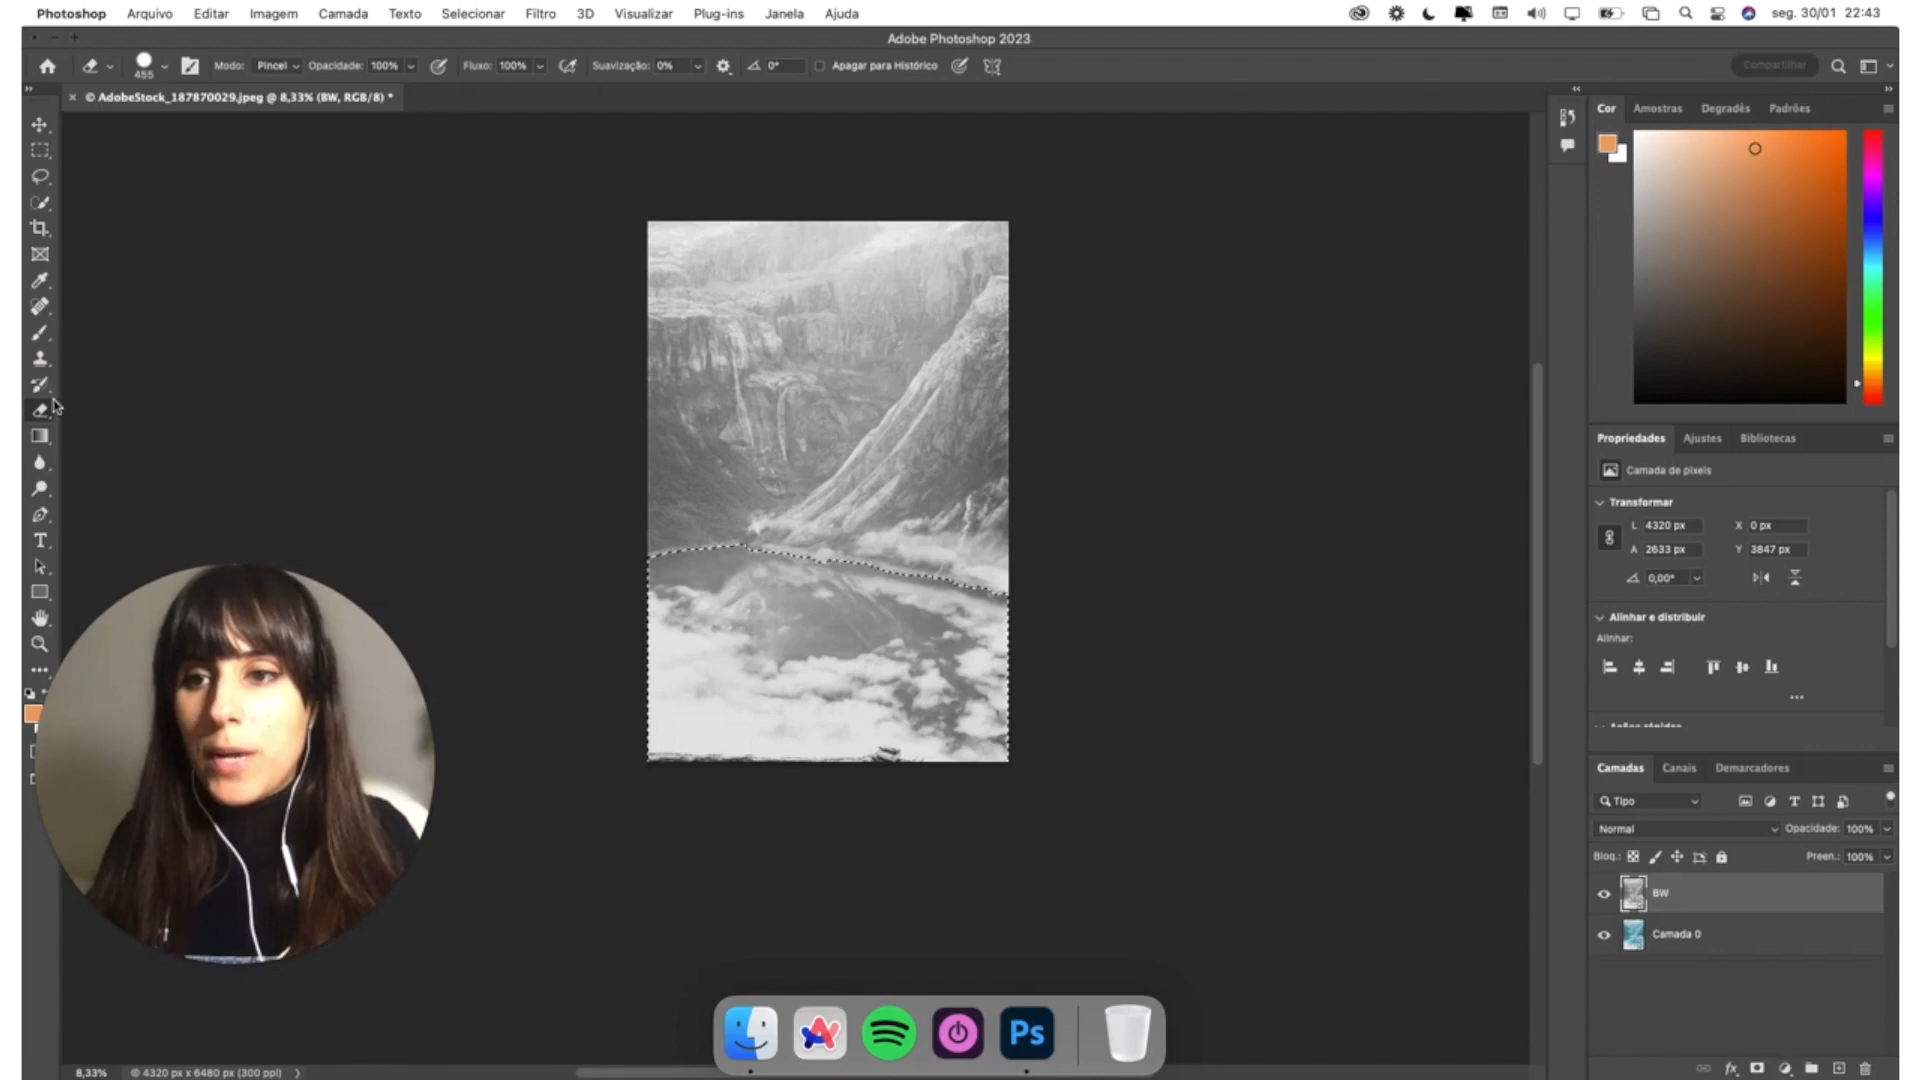 Photoshop Arquivo Editar Imagem Camada Texto Selecionar Filtro 3D Visualizar Plug-ins Janela Ajuda seg. 30/01 22:43
Adobe Photoshop 2023
455 Modo: Pincel Opacidade: 100% Fluxo: 100% Suavização: 0% 0° Apagar para Histórico Compartilhar
© AdobeStock_187870029.jpeg @ 8,33% (BW, RGB/8) *
Cor Amostras Degradês Padrões
Propriedades Ajustes Bibliotecas
Camada de pixels
Transformar
L 4320 px X 0 px
A 2633 px Y 3847 px
0,00°
Alinhar e distribuir
Alinhar:
Ações rápidas
Camadas Canais Demarcadores
Tipo
Normal Opacidade: 100%
Bloq.: Preen.: 100%
BW
Camada 0
Ps
8,33% © 4320 px x 6480 px (300 ppi)